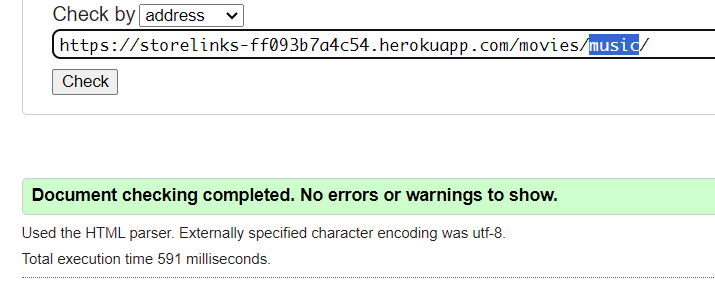 Check by address
https://storelinks-ff093b7a4c54.herokuapp.com/movies/music/
Check
Document checking completed. No errors or warnings to show.
Used the HTML parser. Externally specified character encoding was utf-8.
Total execution time 591 milliseconds.